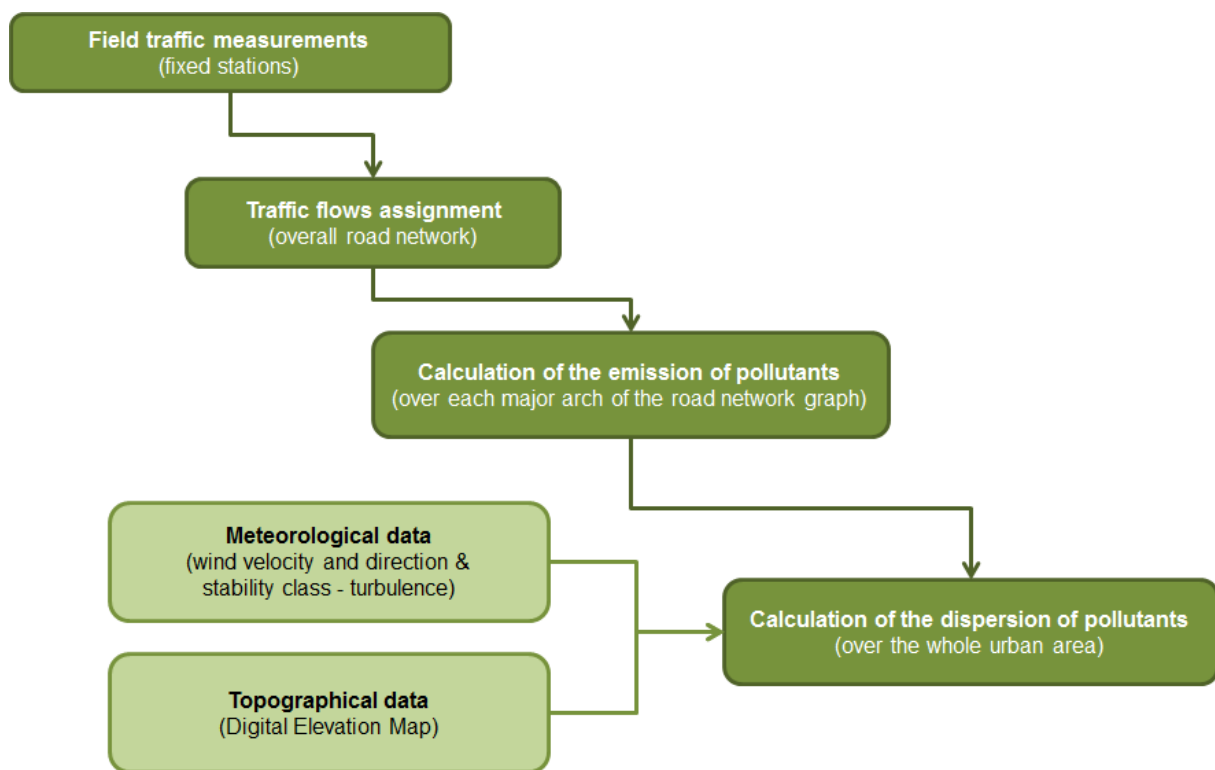 Field traffic measurements
(fixed stations)
Traffic flows assignment
(overall road network)
Calculation of the emission of pollutants
(over each major arch of the road network graph)
Meteorological data
(wind velocity and direction &
stability class - turbulence)
Calculation of the dispersion of pollutants
(over the whole urban area)
Topographical data
(Digital Elevation Map)